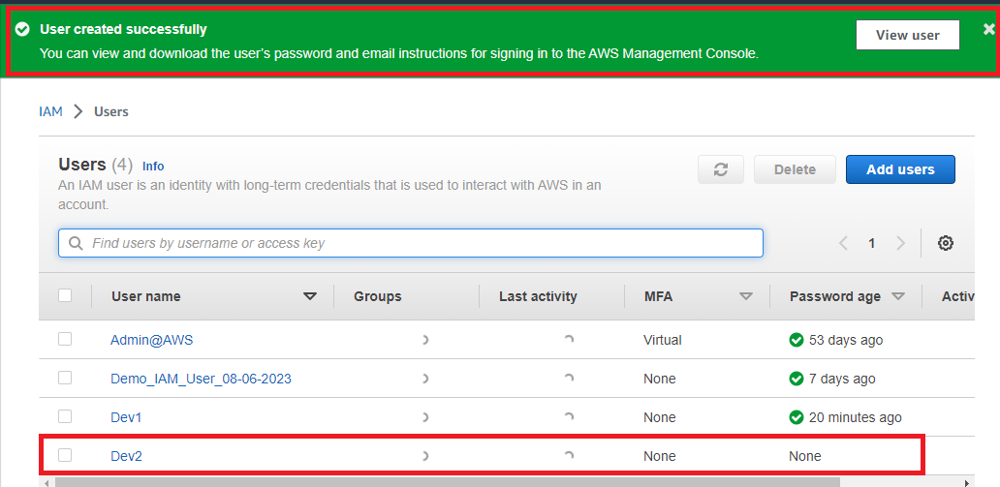 User created successfully
You can view and download the user's password and email instructions for signing in to the AWS Management Console.
View user
IAM Users
Users (4) Info
An IAM user is an identity with long-term credentials that is used to interact with AWS in an
account.
Delete
Add users
Find users by username or access key
1
User name Groups Last activity MFA Password age Activ
Admin@AWS Virtual 53 days ago
Demo_IAM_User_08-06-2023 None 7 days ago
Dev1 None 20 minutes ago
Dev2 None None